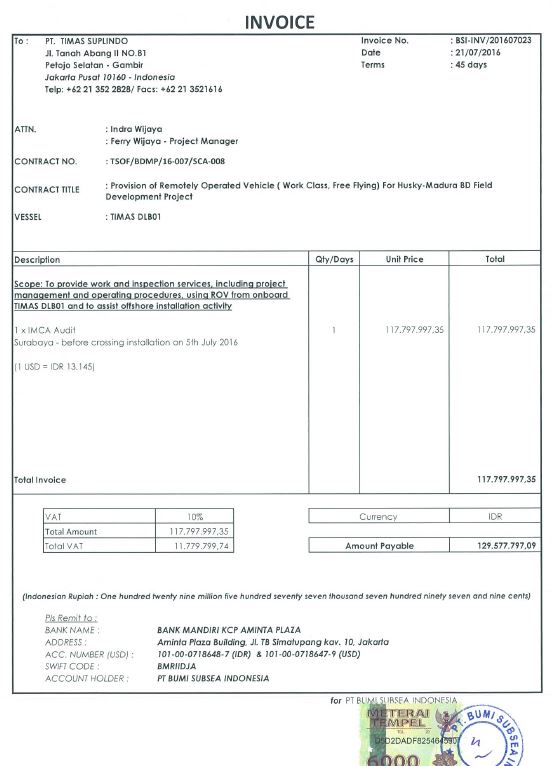 INVOICE
To : PT. TIMAS SUPLINDO
Jl. Tanah Abang II NO.81
Petojo Selatan - Gambir
Jakarta Pusat 10160 - Indonesia
Telp: +62 21 352 2828/ Facs: +62 21 3521616
Invoice No. : BSI-INV/201607023
Date : 21/07/2016
Terms : 45 days
ATTN. : Indra Wijaya
: Ferry Wijaya - Project Manager
CONTRACT NO. : TSOF/BDMP/16-007/SCA-008
CONTRACT TITLE : Provision of Remotely Operated Vehicle ( Work Class, Free Flying) For Husky-Madura BD Field
Development Project
VESSEL : TIMAS DLB01
Description Qty/Days Unit Price Total
Scope: To provide work and inspection services, including project
management and operating procedures, using ROV from onboard
TIMAS DLB01 and to assist offshore installation activity
1 x IMCA Audit 1 117.797.997,35 117.797.997,35
Surabaya - before crossing installation on 5th July 2016
(1 USD = IDR 13.145)
Total Invoice 117.797.997,35
VAT 10%
Total Amount 117.797.997,35
Total VAT 11.779.799,74
Currency IDR
Amount Payable 129.577.797,09
(Indonesian Rupiah : One hundred twenty nine million five hundred seventy seven thousand seven hundred ninety seven and nine cents)
Pls Remit to :
BANK NAME : BANK MANDIRI KCP AMINTA PLAZA
ADDRESS : Aminta Plaza Building, Jl. TB Simatupang kav. 10, Jakarta
ACC. NUMBER (USD) : 101-00-0718648-7 (IDR) & 101-00-0718647-9 (USD)
SWIFT CODE : BMRIIDJA
ACCOUNT HOLDER : PT BUMI SUBSEA INDONESIA
for PT BUMI SUBSEA INDONESIA
METERAI
TEMPEL
6000
PT. BUMI SUBSEA